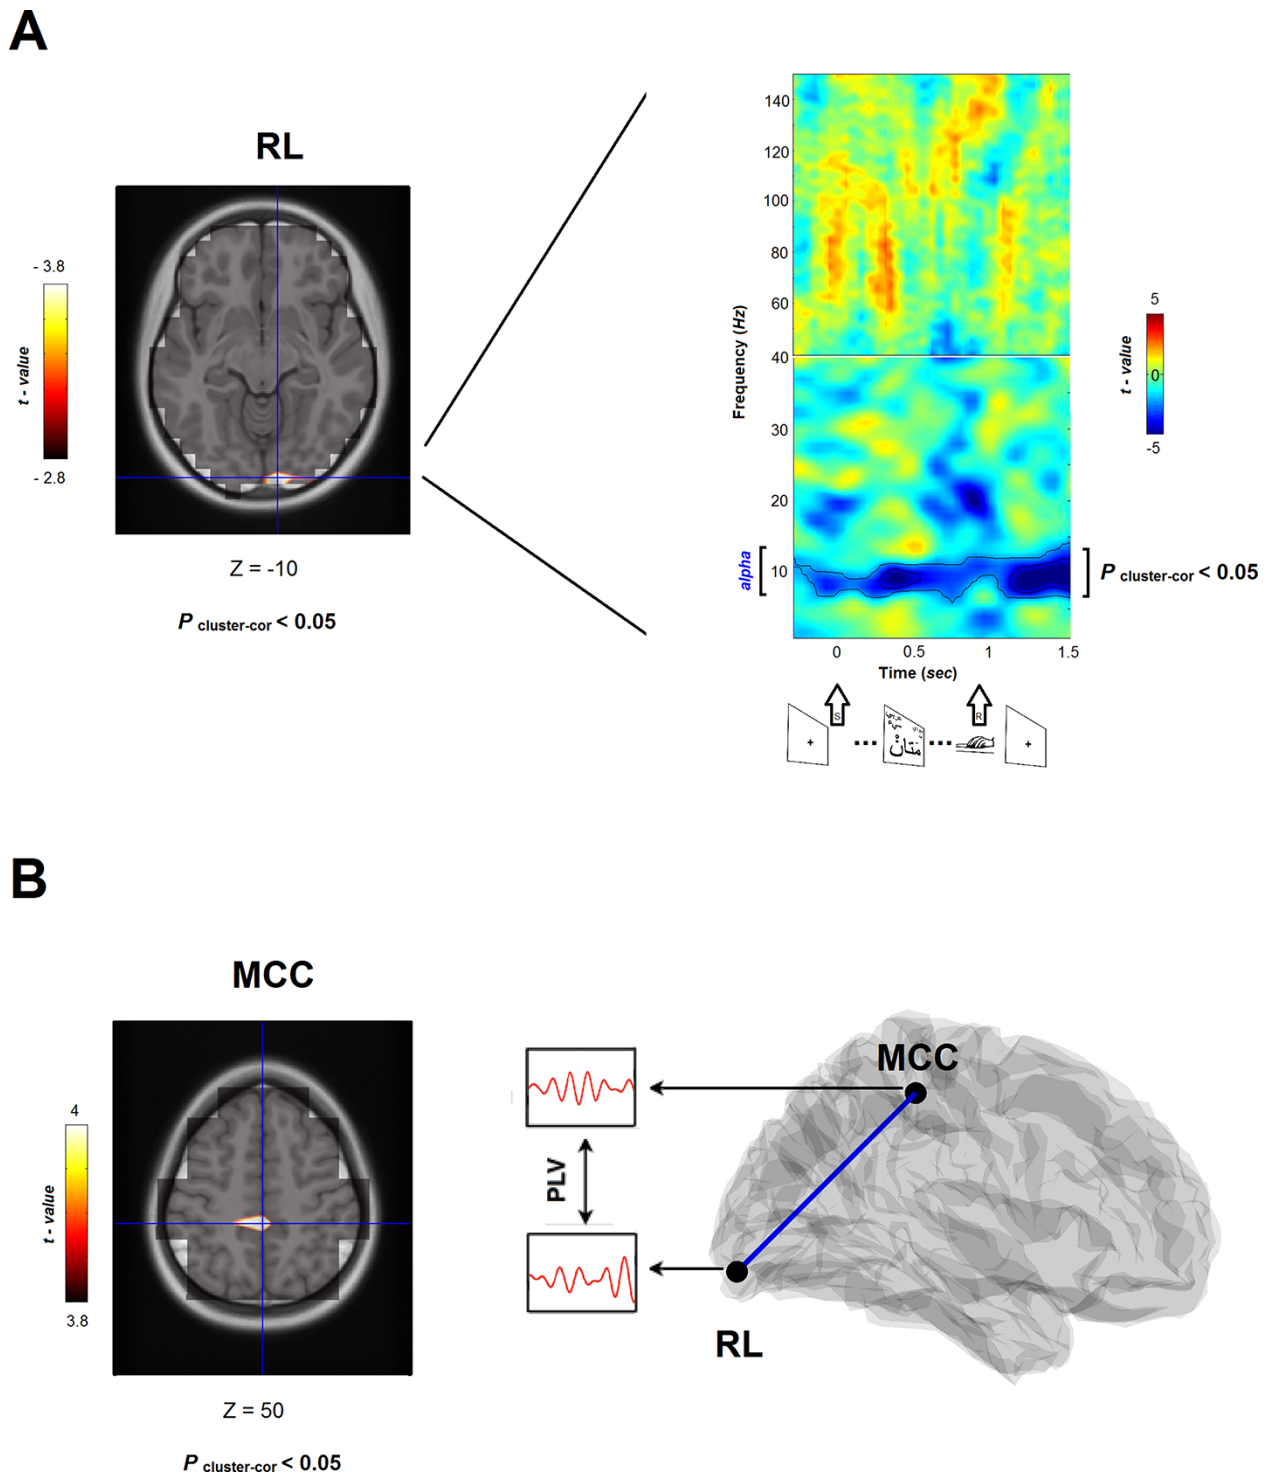 A
RL
- 3.8
t - value
- 2.8
Z = -10
P cluster-cor < 0.05
140
120
100
80
60
40
30
20
10
Frequency (Hz)
alpha
P cluster-cor < 0.05
5
0
-5
t - value
0 0.5 1 1.5
Time (sec)
S R
+ ... ... +
B
MCC
4
t - value
3.8
Z = 50
P cluster-cor < 0.05
PLV
MCC
RL